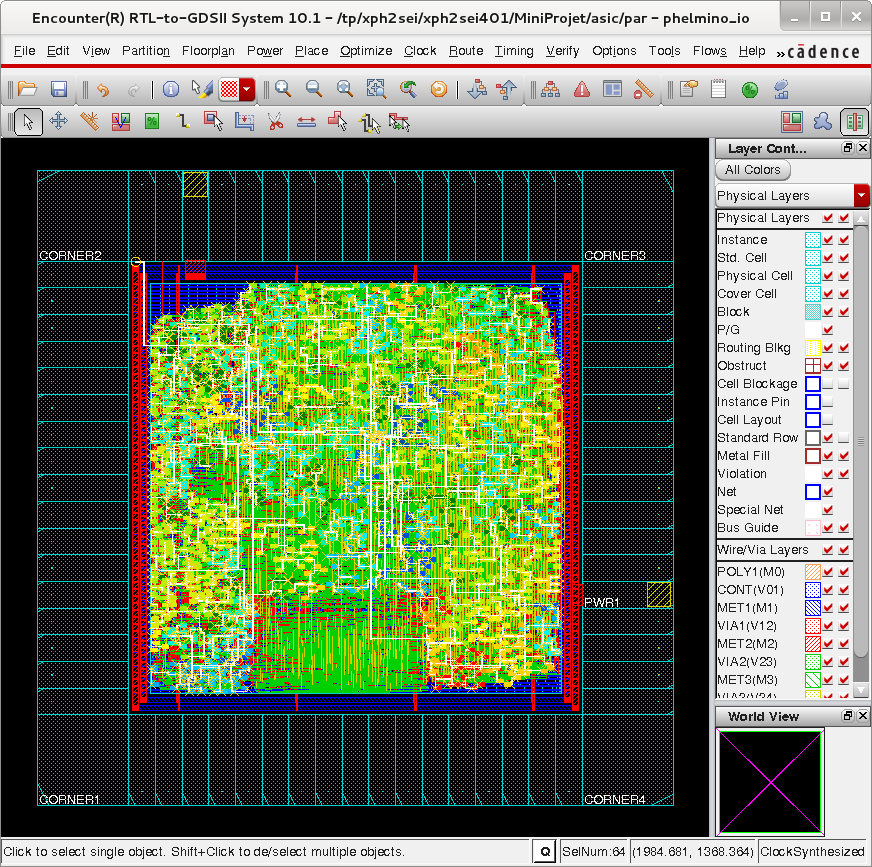 Encounter(R) RTL-to-GDSII System 10.1 - /tp/xph2sei/xph2sei401/MiniProjet/asic/par - phelmino_io
File Edit View Partition Floorplan Power Place Optimize Clock Route Timing Verify Options Tools Flows Help » cādence
Layer Cont...
All Colors
Physical Layers
Physical Layers
Instance
Std. Cell
Physical Cell
Cover Cell
Block
P/G
Routing Blkg
Obstruct
Cell Blockage
Instance Pin
Cell Layout
Standard Row
Metal Fill
Violation
Net
Special Net
Bus Guide
Wire/Via Layers
POLY1(M0)
CONT(V01)
MET1(M1)
VIA1(V12)
MET2(M2)
VIA2(V23)
MET3(M3)
VIA3(V34)
World View
CORNER2
CORNER3
PWR1
CORNER1
CORNER4
Click to select single object. Shift+Click to de/select multiple objects.
Q
SelNum:64
(1984.681, 1368.364)
ClockSynthesized